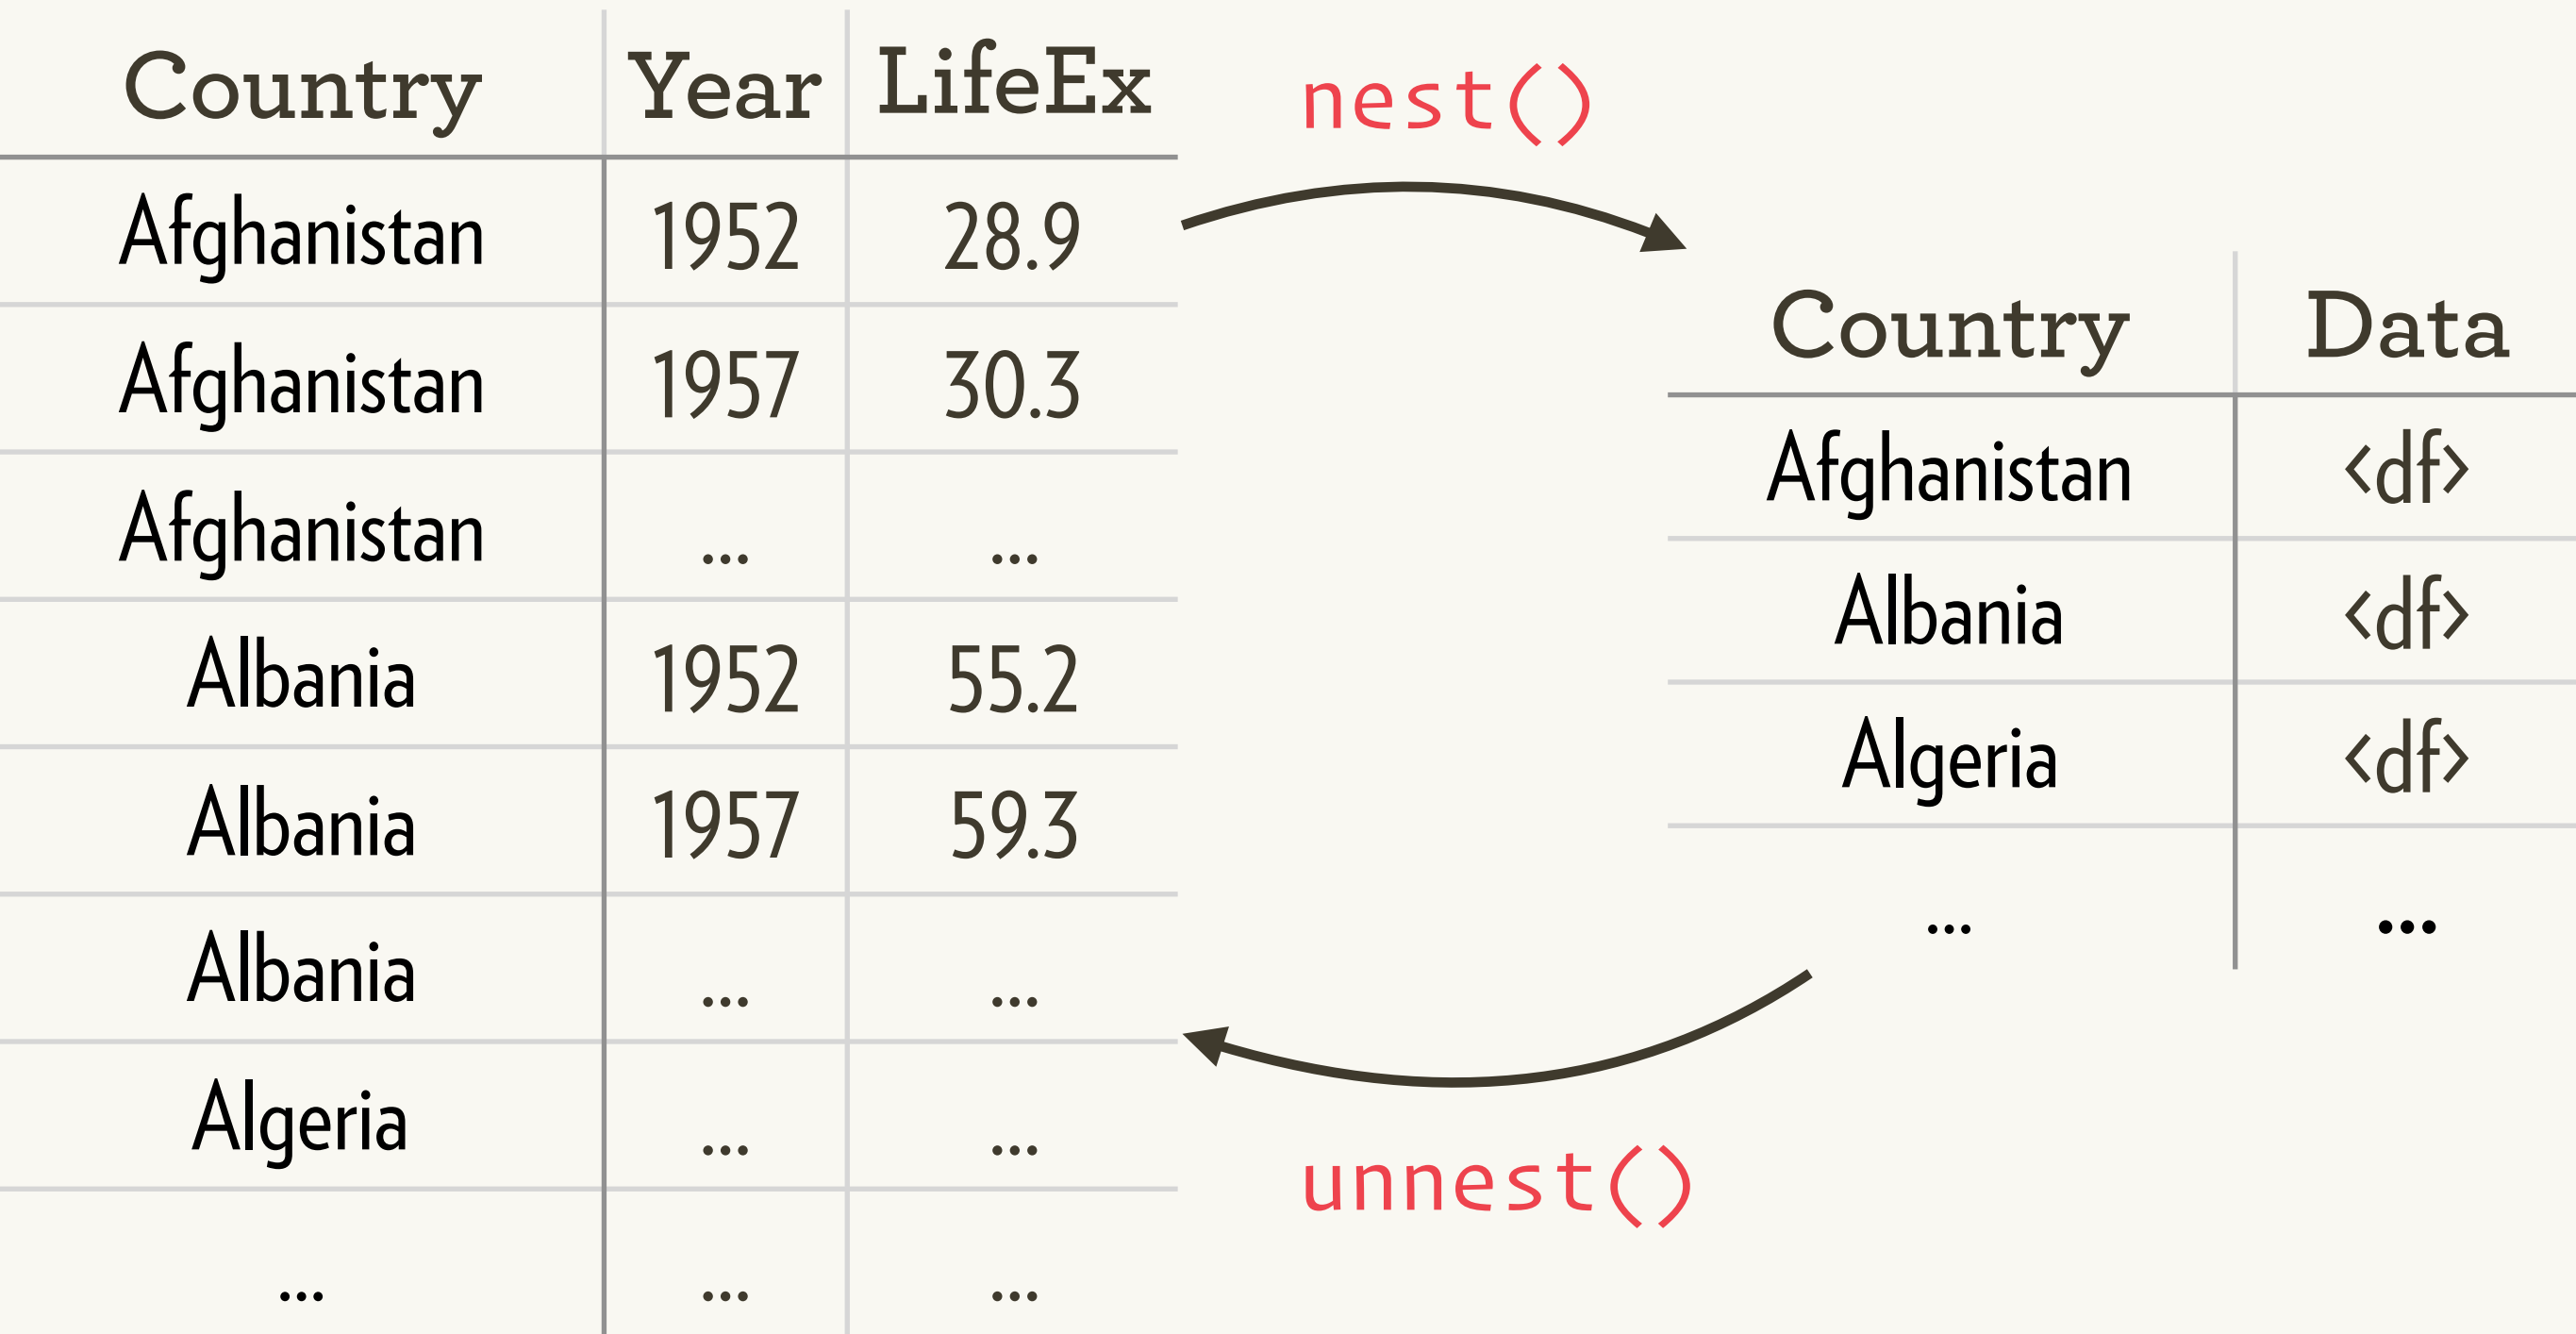 Country Year LifeEx
Afghanistan 1952 28.9
Afghanistan 1957 30.3
Afghanistan ... ...
Albania 1952 55.2
Albania 1957 59.3
Albania ... ...
Algeria ... ...
... ... ...
nest()
Country Data
Afghanistan <df>
Albania <df>
Algeria <df>
... ...
unnest()